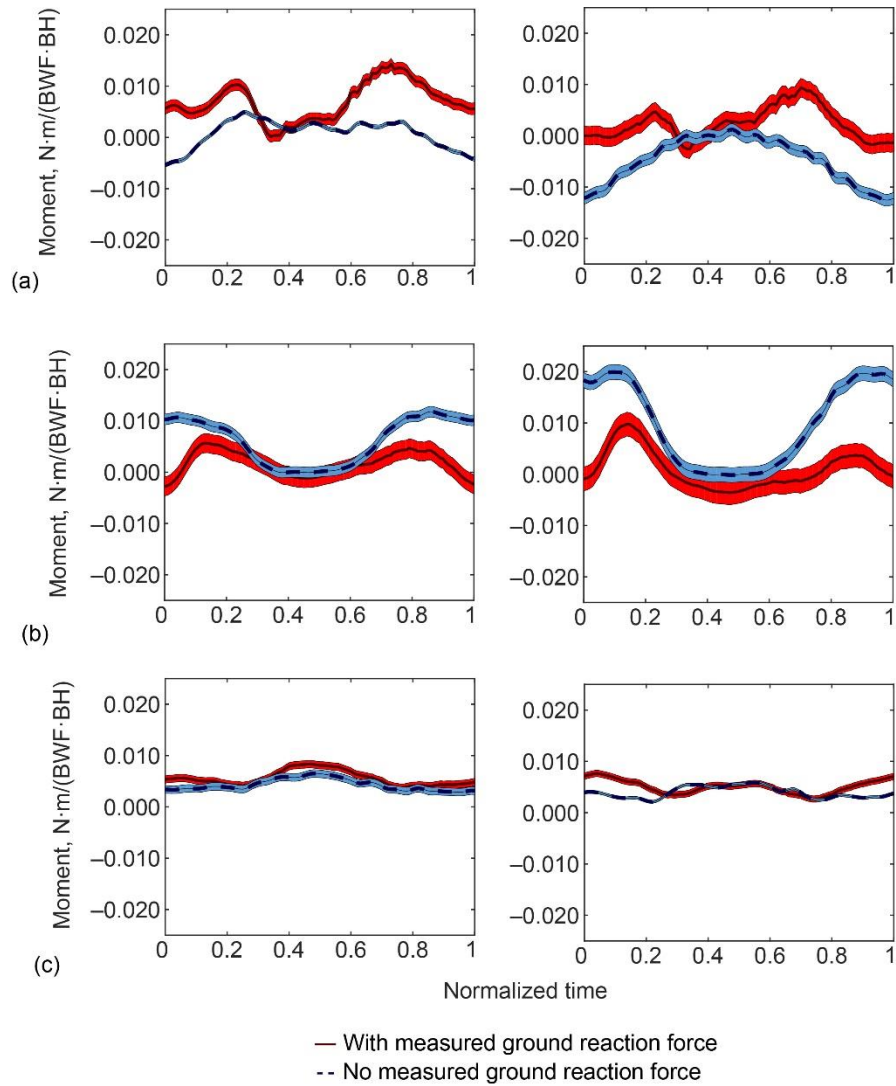 Moment, N·m/(BWF·BH)
0.020
0.010
0.000
–0.010
–0.020
0 0.2 0.4 0.6 0.8 1
0.020
0.010
0.000
–0.010
–0.020
0 0.2 0.4 0.6 0.8 1
(a)
Moment, N·m/(BWF·BH)
0.020
0.010
0.000
–0.010
–0.020
0 0.2 0.4 0.6 0.8 1
0.020
0.010
0.000
–0.010
–0.020
0 0.2 0.4 0.6 0.8 1
(b)
Moment, N·m/(BWF·BH)
0.020
0.010
0.000
–0.010
–0.020
0 0.2 0.4 0.6 0.8 1
0.020
0.010
0.000
–0.010
–0.020
0 0.2 0.4 0.6 0.8 1
(c)
Normalized time
With measured ground reaction force
No measured ground reaction force